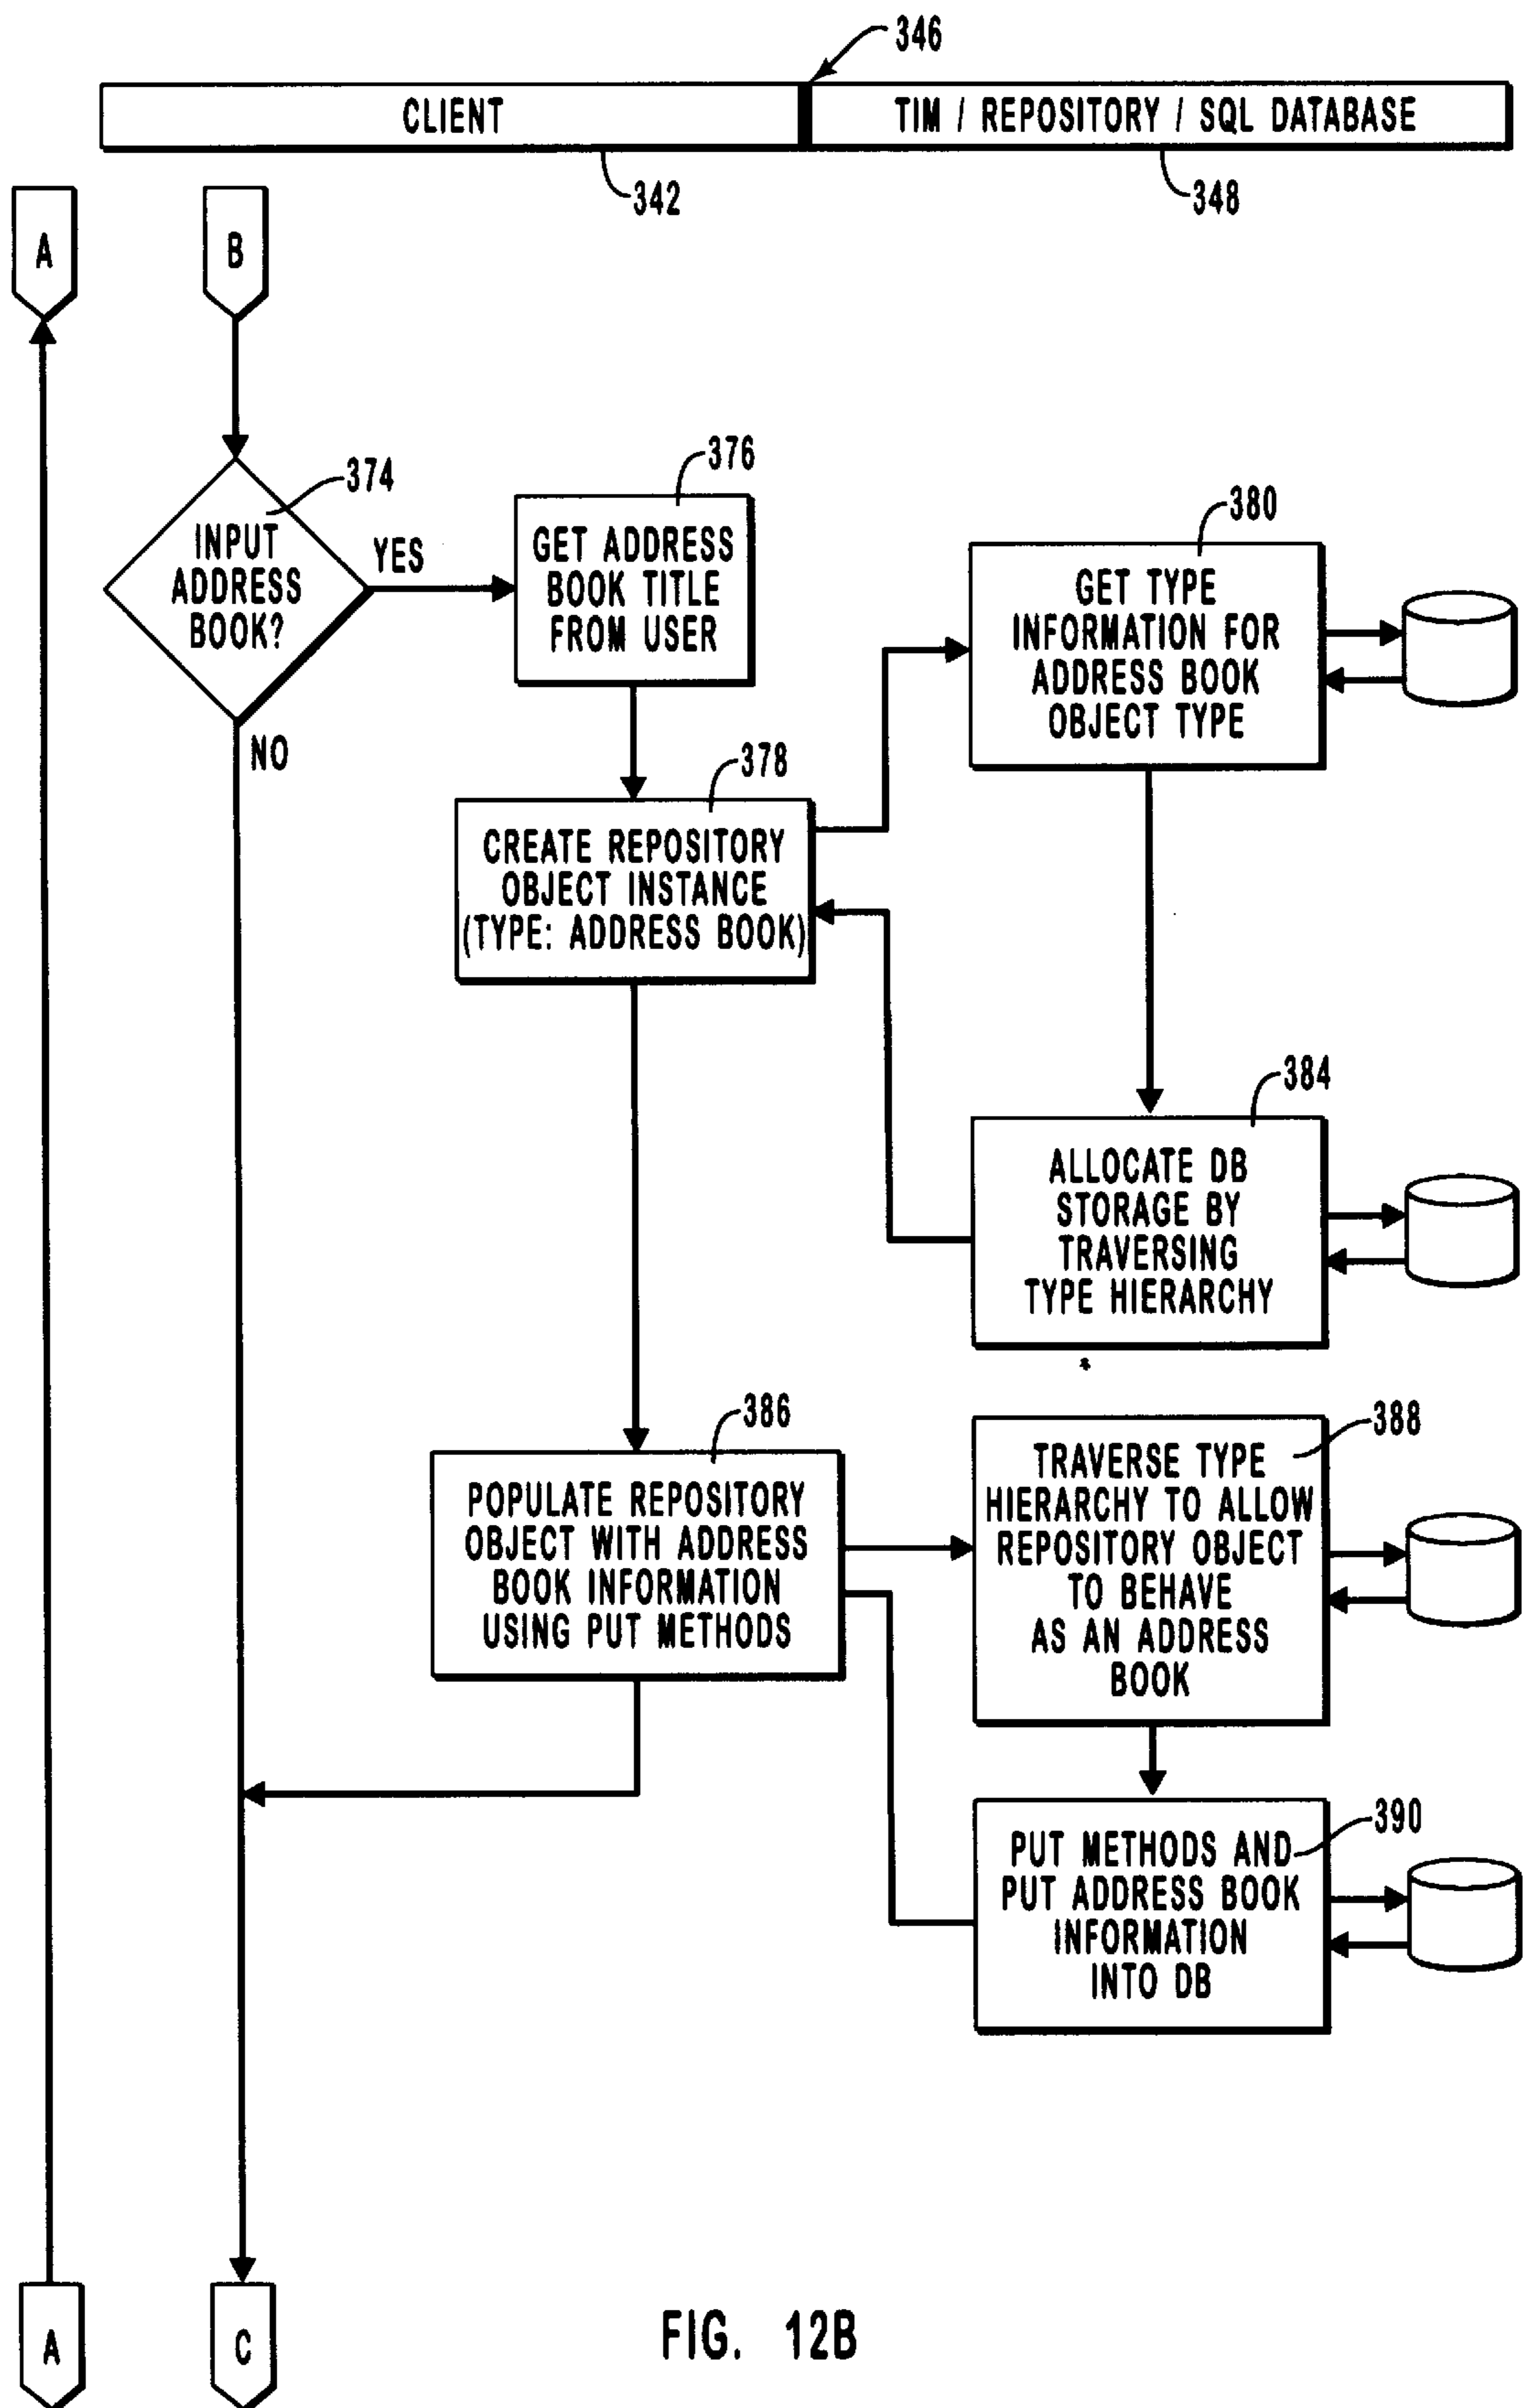 346
CLIENT
TIM / REPOSITORY / SQL DATABASE
342
348
A
B
374
INPUT
ADDRESS
BOOK?
YES
NO
376
GET ADDRESS
BOOK TITLE
FROM USER
380
GET TYPE
INFORMATION FOR
ADDRESS BOOK
OBJECT TYPE
378
CREATE REPOSITORY
OBJECT INSTANCE
(TYPE: ADDRESS BOOK)
384
ALLOCATE DB
STORAGE BY
TRAVERSING
TYPE HIERARCHY
386
POPULATE REPOSITORY
OBJECT WITH ADDRESS
BOOK INFORMATION
USING PUT METHODS
388
TRAVERSE TYPE
HIERARCHY TO ALLOW
REPOSITORY OBJECT
TO BEHAVE
AS AN ADDRESS
BOOK
390
PUT METHODS AND
PUT ADDRESS BOOK
INFORMATION
INTO DB
A
C
FIG. 12B